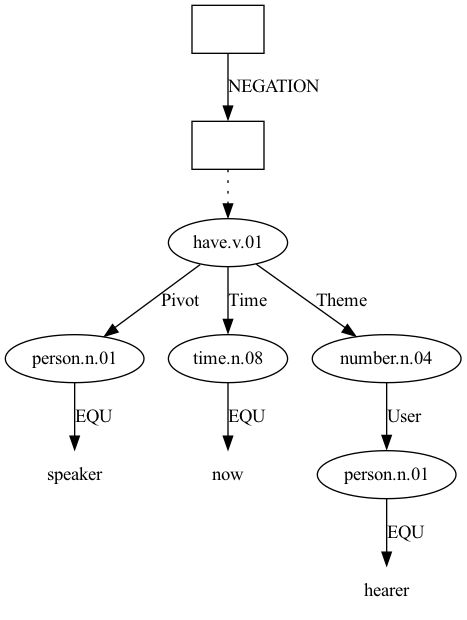 NEGATION
have.v.01
Pivot Time Theme
person.n.01 time.n.08 number.n.04
EQU EQU User
speaker now person.n.01
EQU
hearer